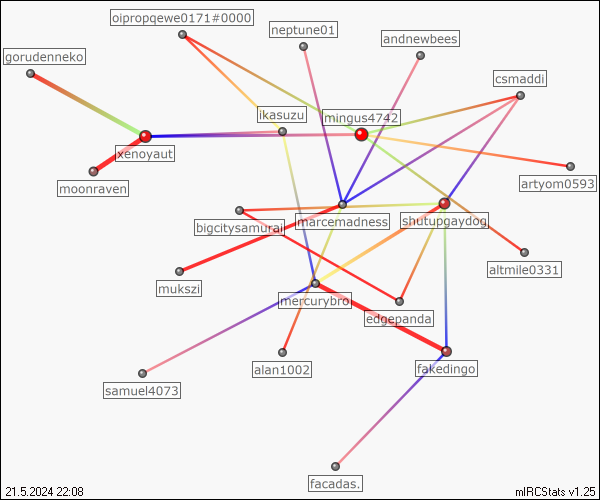 oipropqewe0171#0000
neptune01
andnewbees
gorudenneko
csmaddi
ikasuzu
mingus4742
xenoyaut
moonraven
artyom0593
bigcitysamurai
marcemadness
shutupgaydog
altmile0331
mukszi
mercurybro
edgepanda
alan1002
fakedingo
samuel4073
facadas.
21.5.2024 22:08
mIRCStats v1.25